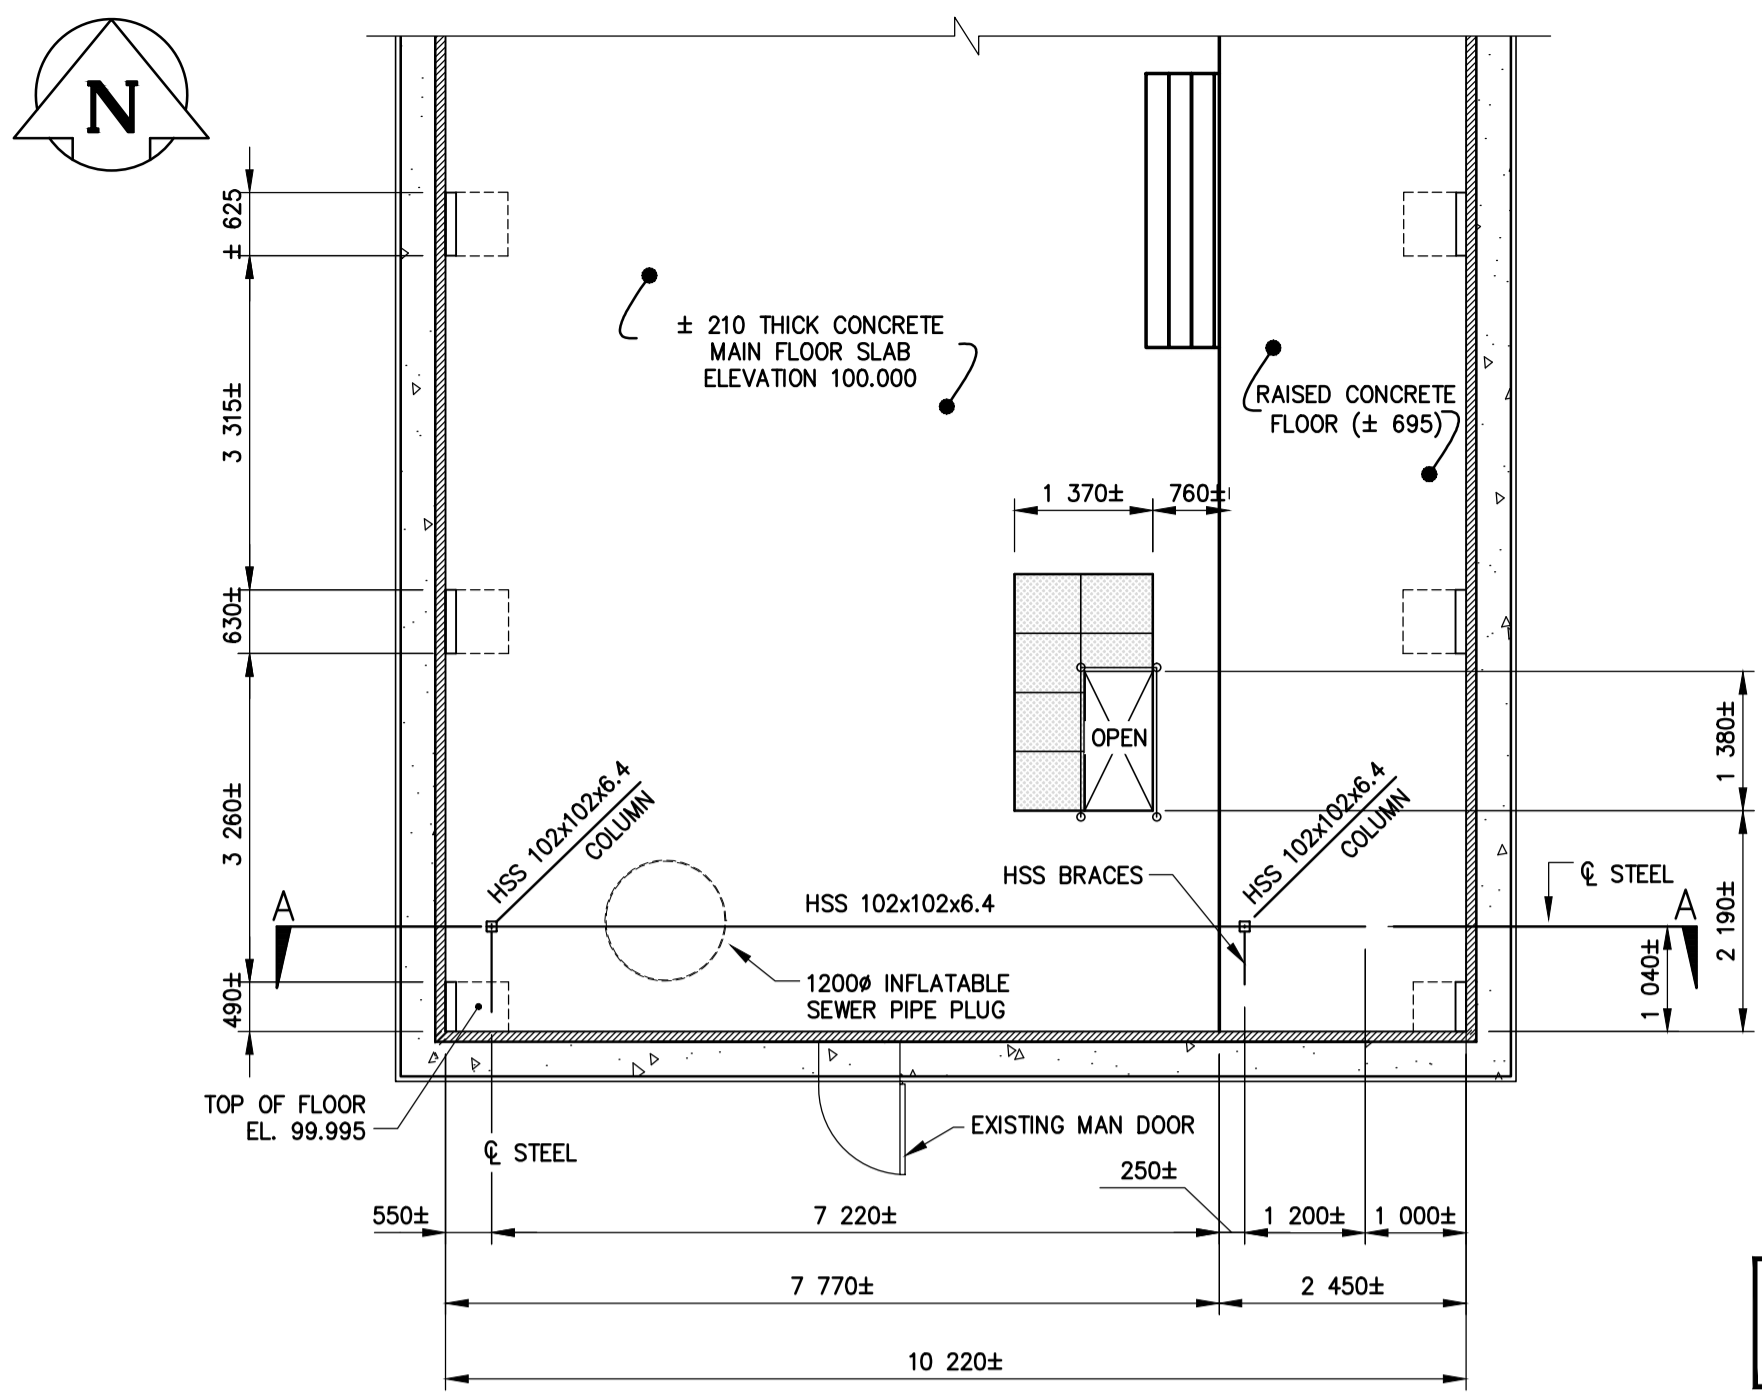 N
± 625
3 315±
630±
3 260±
490±
± 210 THICK CONCRETE
MAIN FLOOR SLAB
ELEVATION 100.000
RAISED CONCRETE
FLOOR (± 695)
1 370±
760±
OPEN
1 380±
2 190±
1 040±
HSS 102x102x6.4
COLUMN
HSS 102x102x6.4
COLUMN
HSS BRACES
HSS 102x102x6.4
℄ STEEL
A
A
1200ø INFLATABLE
SEWER PIPE PLUG
TOP OF FLOOR
EL. 99.995
℄ STEEL
EXISTING MAN DOOR
250±
550±
7 220±
1 200±
1 000±
7 770±
2 450±
10 220±